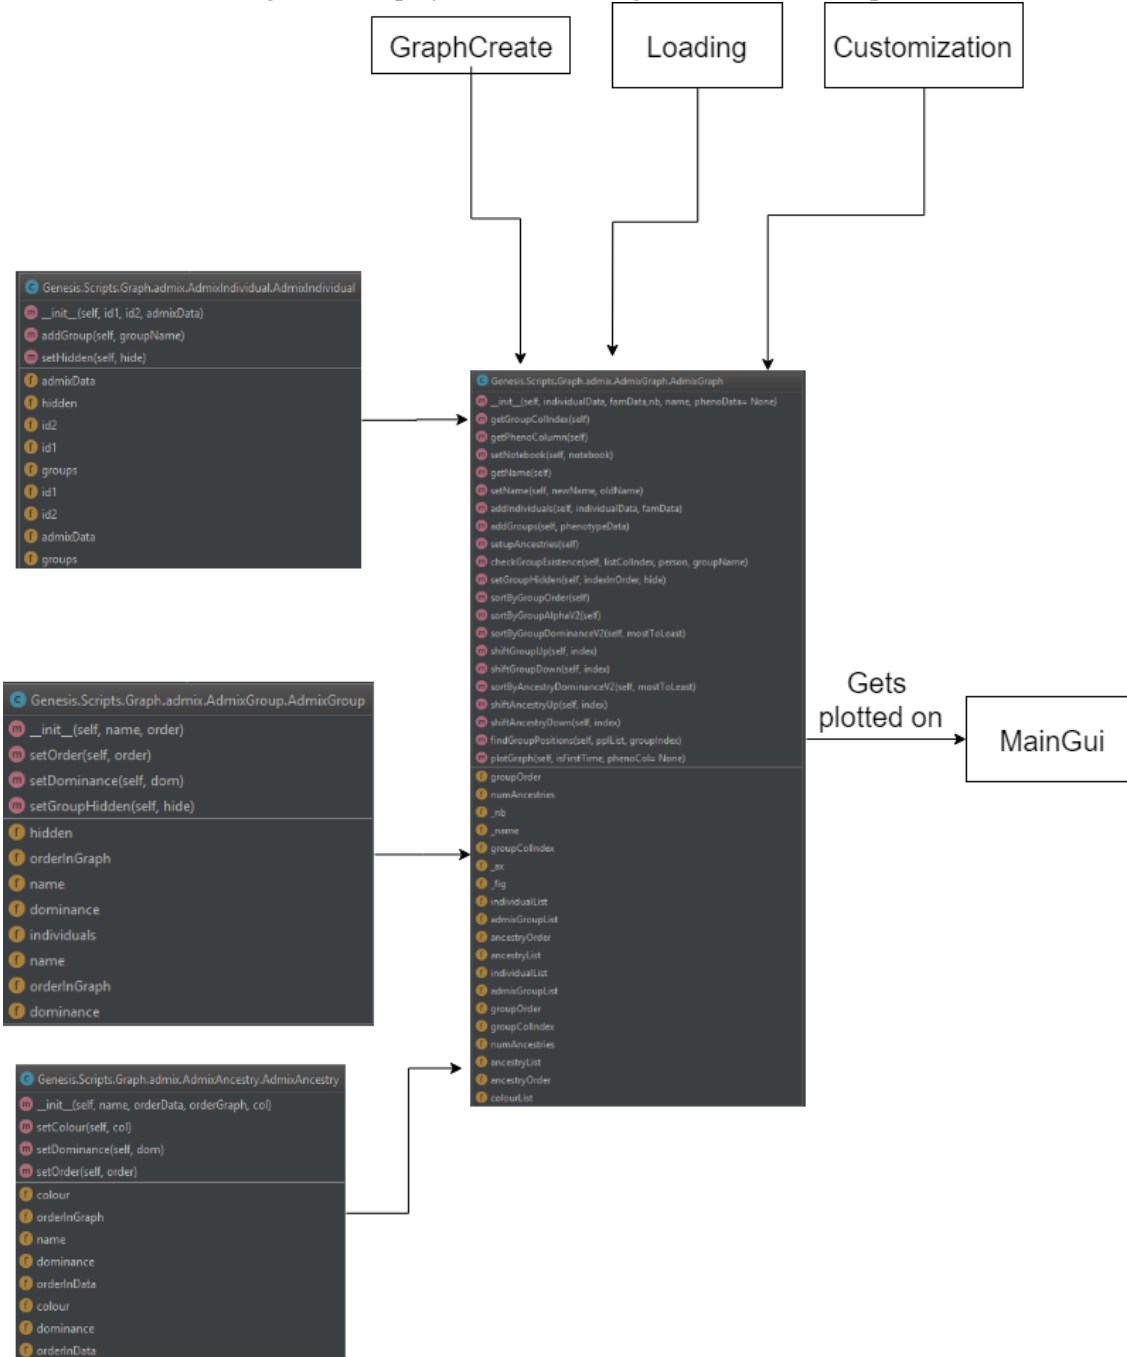 GraphCreate
Loading
Customization
Genesis.Scripts.Graph.admix.AdmixIndividual.AdmixIndividual
__init__(self, id1, id2, admixData)
addGroup(self, groupName)
setHidden(self, hide)
admixData
hidden
id2
id1
groups
id1
id2
admixData
groups
Genesis.Scripts.Graph.admix.AdmixGroup.AdmixGroup
__init__(self, name, order)
setOrder(self, order)
setDominance(self, dom)
setGroupHidden(self, hide)
hidden
orderInGraph
name
dominance
individuals
name
orderInGraph
dominance
Genesis.Scripts.Graph.admix.AdmixAncestry.AdmixAncestry
__init__(self, name, orderData, orderGraph, col)
setColour(self, col)
setDominance(self, dom)
setOrder(self, order)
colour
orderInGraph
name
dominance
orderInData
colour
dominance
orderInData
Genesis.Scripts.Graph.admix.AdmixGraph.AdmixGraph
__init__(self, individualData, famData,nb, name, phenoData= None)
getGroupColIndex(self)
getPhenoColumn(self)
setNotebook(self, notebook)
getName(self)
setName(self, newName, oldName)
addIndividuals(self, individualData, famData)
addGroups(self, phenotypeData)
setupAncestries(self)
checkGroupExistence(self, listColIndex, person, groupName)
setGroupHidden(self, indexInOrder, hide)
sortByGroupOrder(self)
sortByGroupAlphaV2(self)
sortByGroupDominanceV2(self, mostToLeast)
shiftGroupUp(self, index)
shiftGroupDown(self, index)
sortByAncestryDominanceV2(self, mostToLeast)
shiftAncestryUp(self, index)
shiftAncestryDown(self, index)
findGroupPositions(self, pplList, groupIndex)
plotGraph(self, isFirstTime, phenoCol= None)
groupOrder
numAncestries
_nb
_name
groupColIndex
_ax
_fig
individualList
admixGroupList
ancestryOrder
ancestryList
individualList
admixGroupList
groupOrder
groupColIndex
numAncestries
ancestryList
ancestryOrder
colourList
Gets
plotted on
MainGui